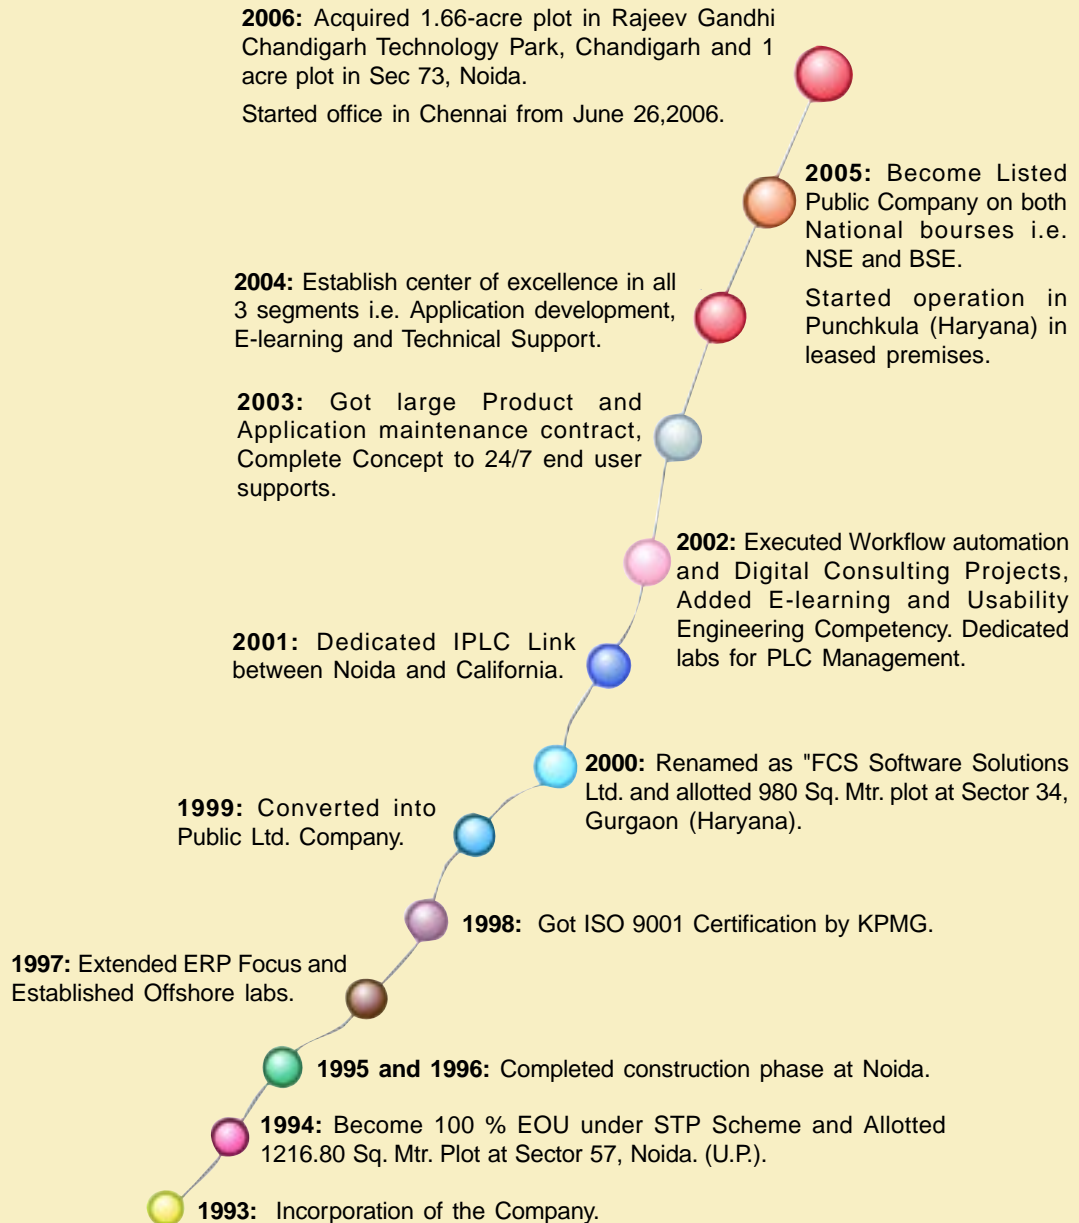 2006: Acquired 1.66-acre plot in Rajeev Gandhi
Chandigarh Technology Park, Chandigarh and 1
acre plot in Sec 73, Noida.
Started office in Chennai from June 26,2006.
2005: Become Listed
Public Company on both
National bourses i.e.
NSE and BSE.
Started operation in
Punchkula (Haryana) in
leased premises.
2004: Establish center of excellence in all
3 segments i.e. Application development,
E-learning and Technical Support.
2003: Got large Product and
Application maintenance contract,
Complete Concept to 24/7 end user
supports.
2002: Executed Workflow automation
and Digital Consulting Projects,
Added E-learning and Usability
Engineering Competency. Dedicated
labs for PLC Management.
2001: Dedicated IPLC Link
between Noida and California.
2000: Renamed as "FCS Software Solutions
Ltd. and allotted 980 Sq. Mtr. plot at Sector 34,
Gurgaon (Haryana).
1999: Converted into
Public Ltd. Company.
1998: Got ISO 9001 Certification by KPMG.
1997: Extended ERP Focus and
Established Offshore labs.
1995 and 1996: Completed construction phase at Noida.
1994: Become 100 % EOU under STP Scheme and Allotted
1216.80 Sq. Mtr. Plot at Sector 57, Noida. (U.P.).
1993: Incorporation of the Company.